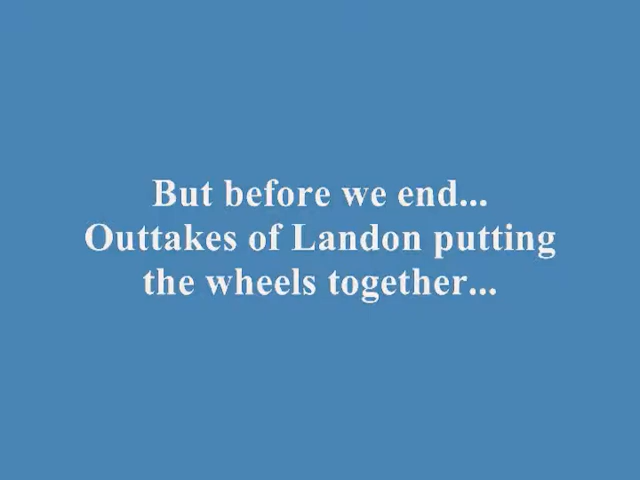 But before we end...
Outtakes of Landon putting
the wheels together...